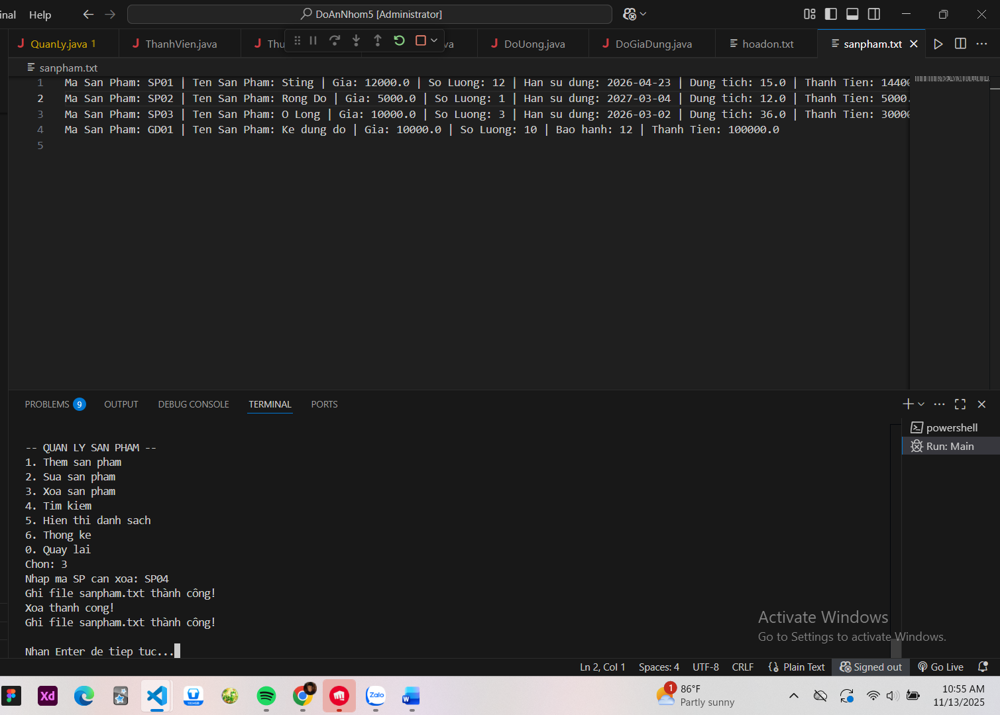 inal Help DoAnNhom5 [Administrator]
QuanLy.java 1 ThanhVien.java Thu va DoUong.java DoGiaDung.java hoadon.txt sanpham.txt
sanpham.txt
1 Ma San Pham: SP01 | Ten San Pham: Sting | Gia: 12000.0 | So Luong: 12 | Han su dung: 2026-04-23 | Dung tich: 15.0 | Thanh Tien: 14400
2 Ma San Pham: SP02 | Ten San Pham: Rong Do | Gia: 5000.0 | So Luong: 1 | Han su dung: 2027-03-04 | Dung tich: 12.0 | Thanh Tien: 5000.
3 Ma San Pham: SP03 | Ten San Pham: O Long | Gia: 10000.0 | So Luong: 3 | Han su dung: 2026-03-02 | Dung tich: 36.0 | Thanh Tien: 30000
4 Ma San Pham: GD01 | Ten San Pham: Ke dung do | Gia: 10000.0 | So Luong: 10 | Bao hanh: 12 | Thanh Tien: 100000.0
5
PROBLEMS 9 OUTPUT DEBUG CONSOLE TERMINAL PORTS
powershell
Run: Main
-- QUAN LY SAN PHAM --
1. Them san pham
2. Sua san pham
3. Xoa san pham
4. Tim kiem
5. Hien thi danh sach
6. Thong ke
0. Quay lai
Chon: 3
Nhap ma SP can xoa: SP04
Ghi file sanpham.txt thành công!
Xoa thanh cong!
Ghi file sanpham.txt thành công!
Nhan Enter de tiep tuc...
Activate Windows
Go to Settings to activate Windows.
Ln 2, Col 1 Spaces: 4 UTF-8 CRLF Plain Text Signed out Go Live
Xd
1024GB
Zalo
W
1
86°F
Partly sunny
10:55 AM
11/13/2025